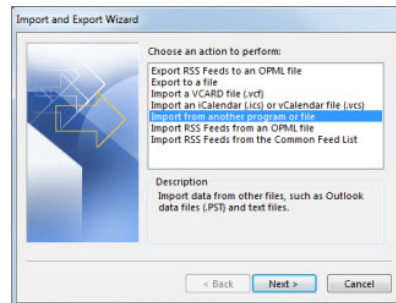 Import and Export Wizard
Choose an action to perform:
Export RSS Feeds to an OPML file
Export to a file
Import a VCARD file (.vcf)
Import an iCalendar (.ics) or vCalendar file (.vcs)
Import from another program or file
Import RSS Feeds from an OPML file
Import RSS Feeds from the Common Feed List
Description
Import data from other files, such as Outlook
data files (.PST) and text files.
< Back Next > Cancel